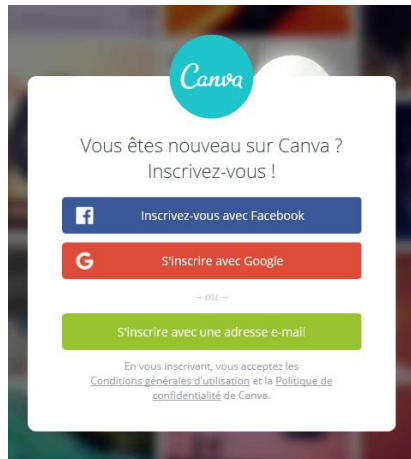 Canva
Vous êtes nouveau sur Canva ?
Inscrivez-vous !
Inscrivez-vous avec Facebook
G S'inscrire avec Google
– ou –
S'inscrire avec une adresse e-mail
En vous inscrivant, vous acceptez les
Conditions générales d'utilisation et la Politique de
confidentialité de Canva.